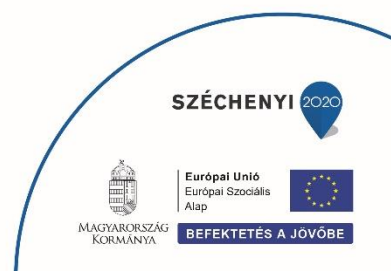 SZÉCHENYI 2020
MAGYARORSZÁG
KORMÁNYA
Európai Unió
Európai Szociális
Alap
BEFEKTETÉS A JÖVŐBE